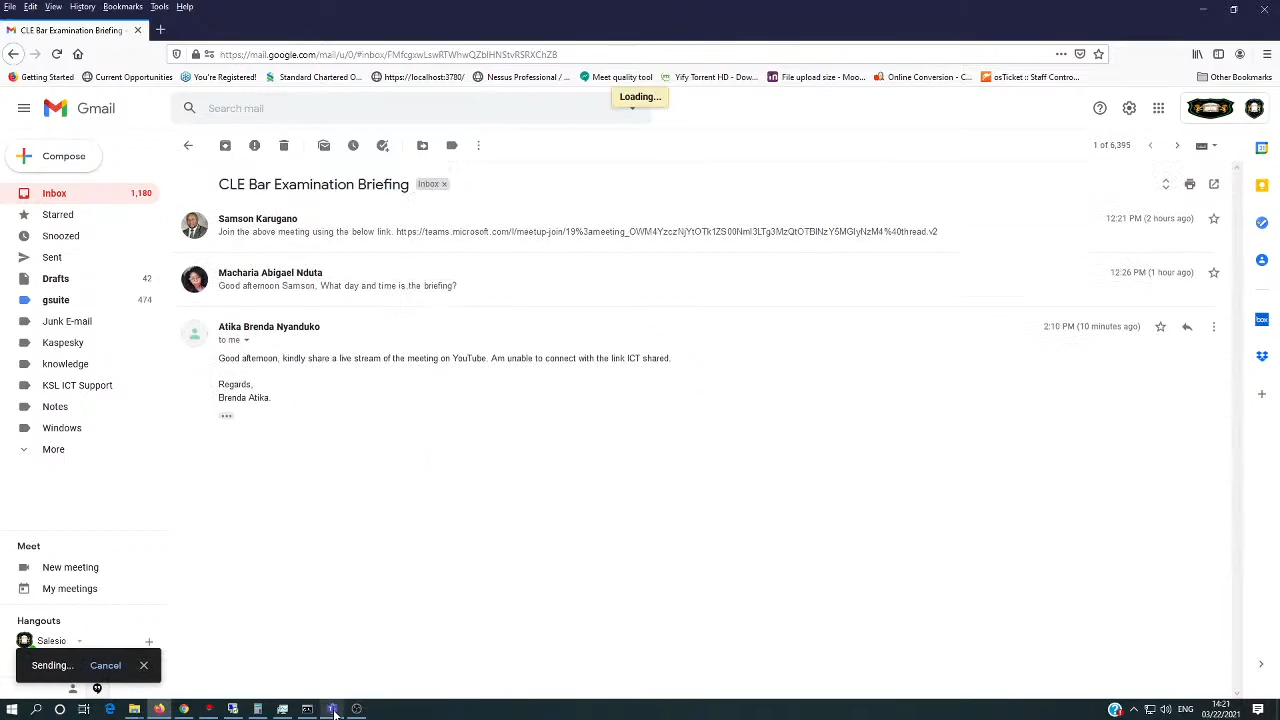 File Edit View History Bookmarks Tools Help
CLE Bar Examination Briefing -
https://mail.google.com/mail/u/0/#inbox/FMfcgxwLswRTWhwQZblHNStvRSRXChZB
Getting Started Current Opportunities You're Registered! Standard Chartered O... https://localhost:3780/ Nessus Professional / ... Meet quality tool Yify Torrent HD - Dow... File upload size - Moo... Online Conversion - C... osTicket :: Staff Contro... Other Bookmarks
Loading...
Gmail Search mail
Compose 1 of 6,395
Inbox 1,180
Starred
Snoozed
Sent
Drafts 42
gsuite 474
Junk E-mail
Kaspesky
knowledge
KSL ICT Support
Notes
Windows
More
CLE Bar Examination Briefing Inbox x
Samson Karugano 12:21 PM (2 hours ago)
Join the above meeting using the below link. https://teams.microsoft.com/l/meetup-join/19%3ameeting_OWM4YzczNjYtOTk1ZS00NmI3LTg3MzQtOTBlNzY5MGIyNzM4%40thread.v2
Macharia Abigael Nduta 12:26 PM (1 hour ago)
Good afternoon Samson, What day and time is the briefing?
Atika Brenda Nyanduko 2:10 PM (10 minutes ago)
to me
Good afternoon, kindly share a live stream of the meeting on YouTube. Am unable to connect with the link ICT shared.
Regards,
Brenda Atika.
Meet
New meeting
My meetings
Hangouts
Salesio
Sending... Cancel
box
ENG
14:21
03/22/2021